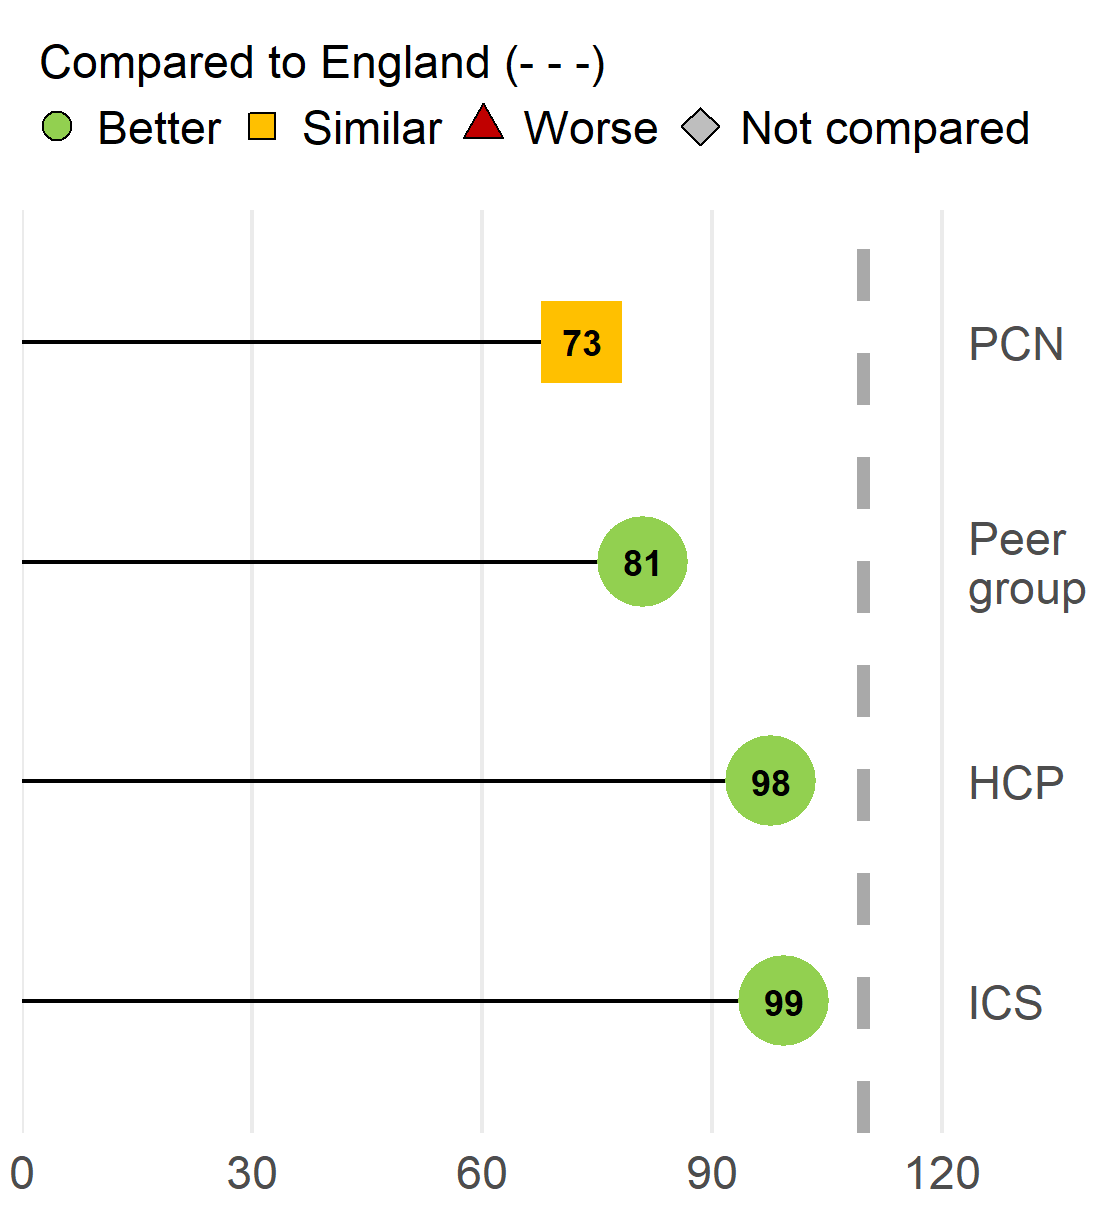 Compared to England (- - -)
Better Similar Worse Not compared
73 PCN
81 Peer
group
98 HCP
99 ICS
0 30 60 90 120